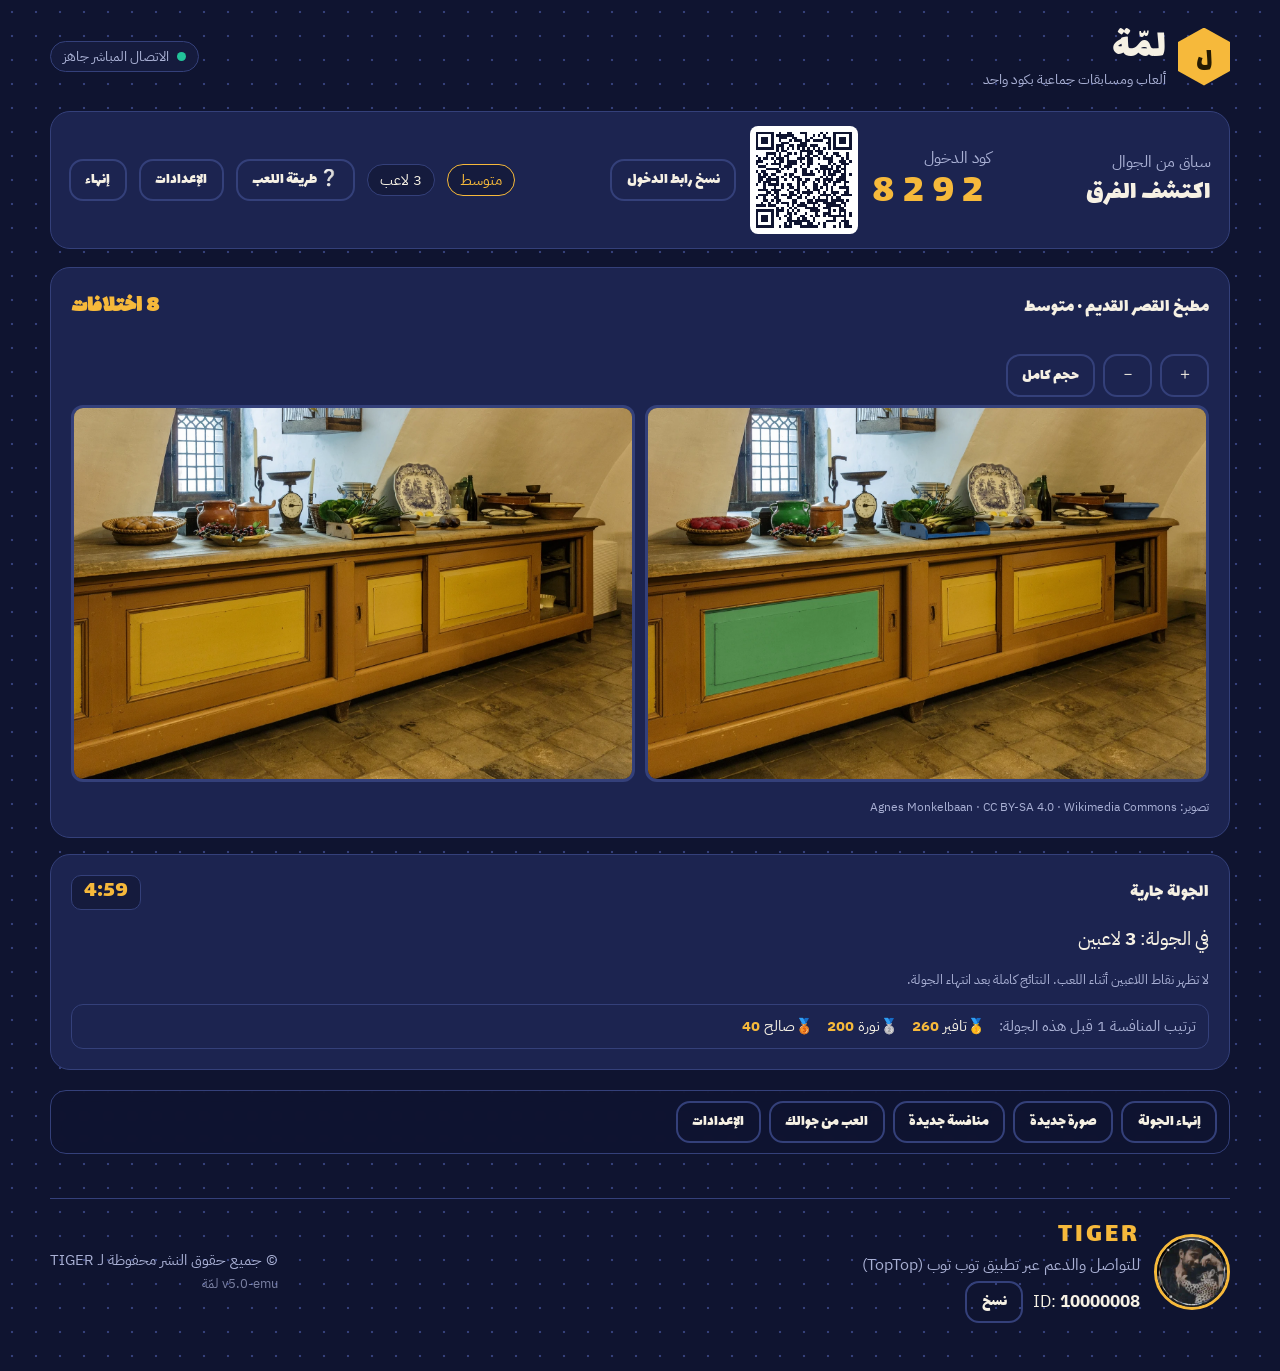 ل
لمّة
ألعاب ومسابقات جماعية بكود واحد
الاتصال المباشر جاهز
سباق من الجوال
اكتشف الفرق
كود الدخول
8292
نسخ رابط الدخول
متوسط
3 لاعب
❔ طريقة اللعب
الإعدادات
إنهاء
مطبخ القصر القديم · متوسط
8 اختلافات
+
−
حجم كامل
تصوير: Agnes Monkelbaan · CC BY-SA 4.0 · Wikimedia Commons
الجولة جارية
4:59
في الجولة: 3 لاعبين
لا تظهر نقاط اللاعبين أثناء اللعب. النتائج كاملة بعد انتهاء الجولة.
ترتيب المنافسة 1 قبل هذه الجولة: 🥇 تافير 260 🥈 نورة 200 🥉 صالح 40
إنهاء الجولة
صورة جديدة
منافسة جديدة
العب من جوالك
الإعدادات
TIGER
للتواصل والدعم عبر تطبيق توب توب (TopTop)
ID: 10000008
نسخ
© جميع حقوق النشر محفوظة لـ TIGER
لمّة v5.0-emu